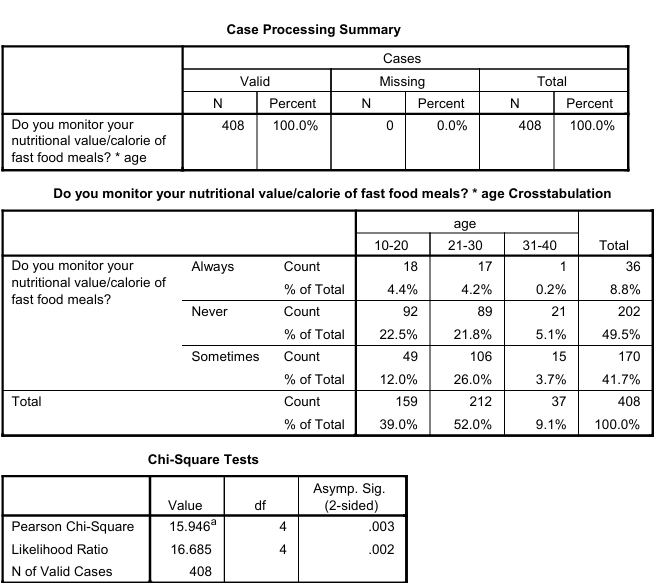 Case Processing Summary
Cases
Valid Missing Total
N Percent N Percent N Percent
Do you monitor your nutritional value/calorie of fast food meals? * age 408 100.0% 0 0.0% 408 100.0%
Do you monitor your nutritional value/calorie of fast food meals? * age Crosstabulation
age
10-20 21-30 31-40 Total
Do you monitor your nutritional value/calorie of fast food meals? Always Count 18 17 1 36
% of Total 4.4% 4.2% 0.2% 8.8%
Never Count 92 89 21 202
% of Total 22.5% 21.8% 5.1% 49.5%
Sometimes Count 49 106 15 170
% of Total 12.0% 26.0% 3.7% 41.7%
Total Count 159 212 37 408
% of Total 39.0% 52.0% 9.1% 100.0%
Chi-Square Tests
Value df Asymp. Sig. (2-sided)
Pearson Chi-Square 15.946a 4 .003
Likelihood Ratio 16.685 4 .002
N of Valid Cases 408